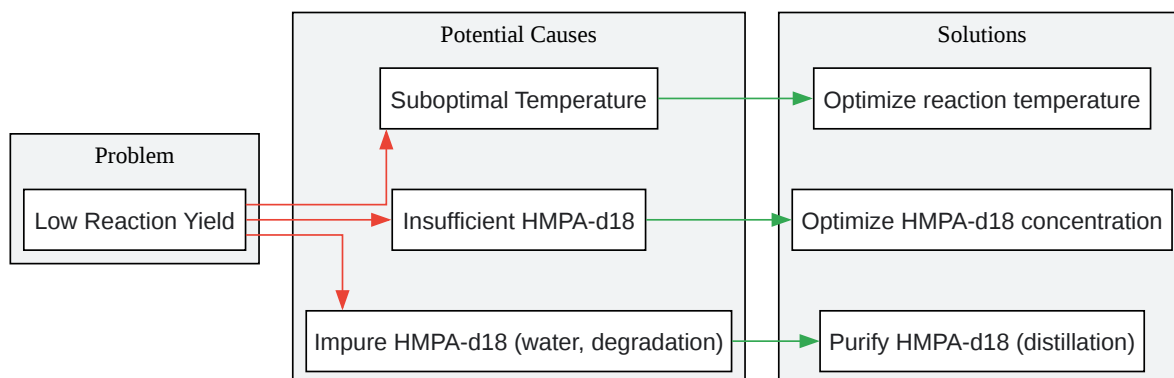 Problem
Low Reaction Yield
Potential Causes
Suboptimal Temperature
Insufficient HMPA-d18
Impure HMPA-d18 (water, degradation)
Solutions
Optimize reaction temperature
Optimize HMPA-d18 concentration
Purify HMPA-d18 (distillation)